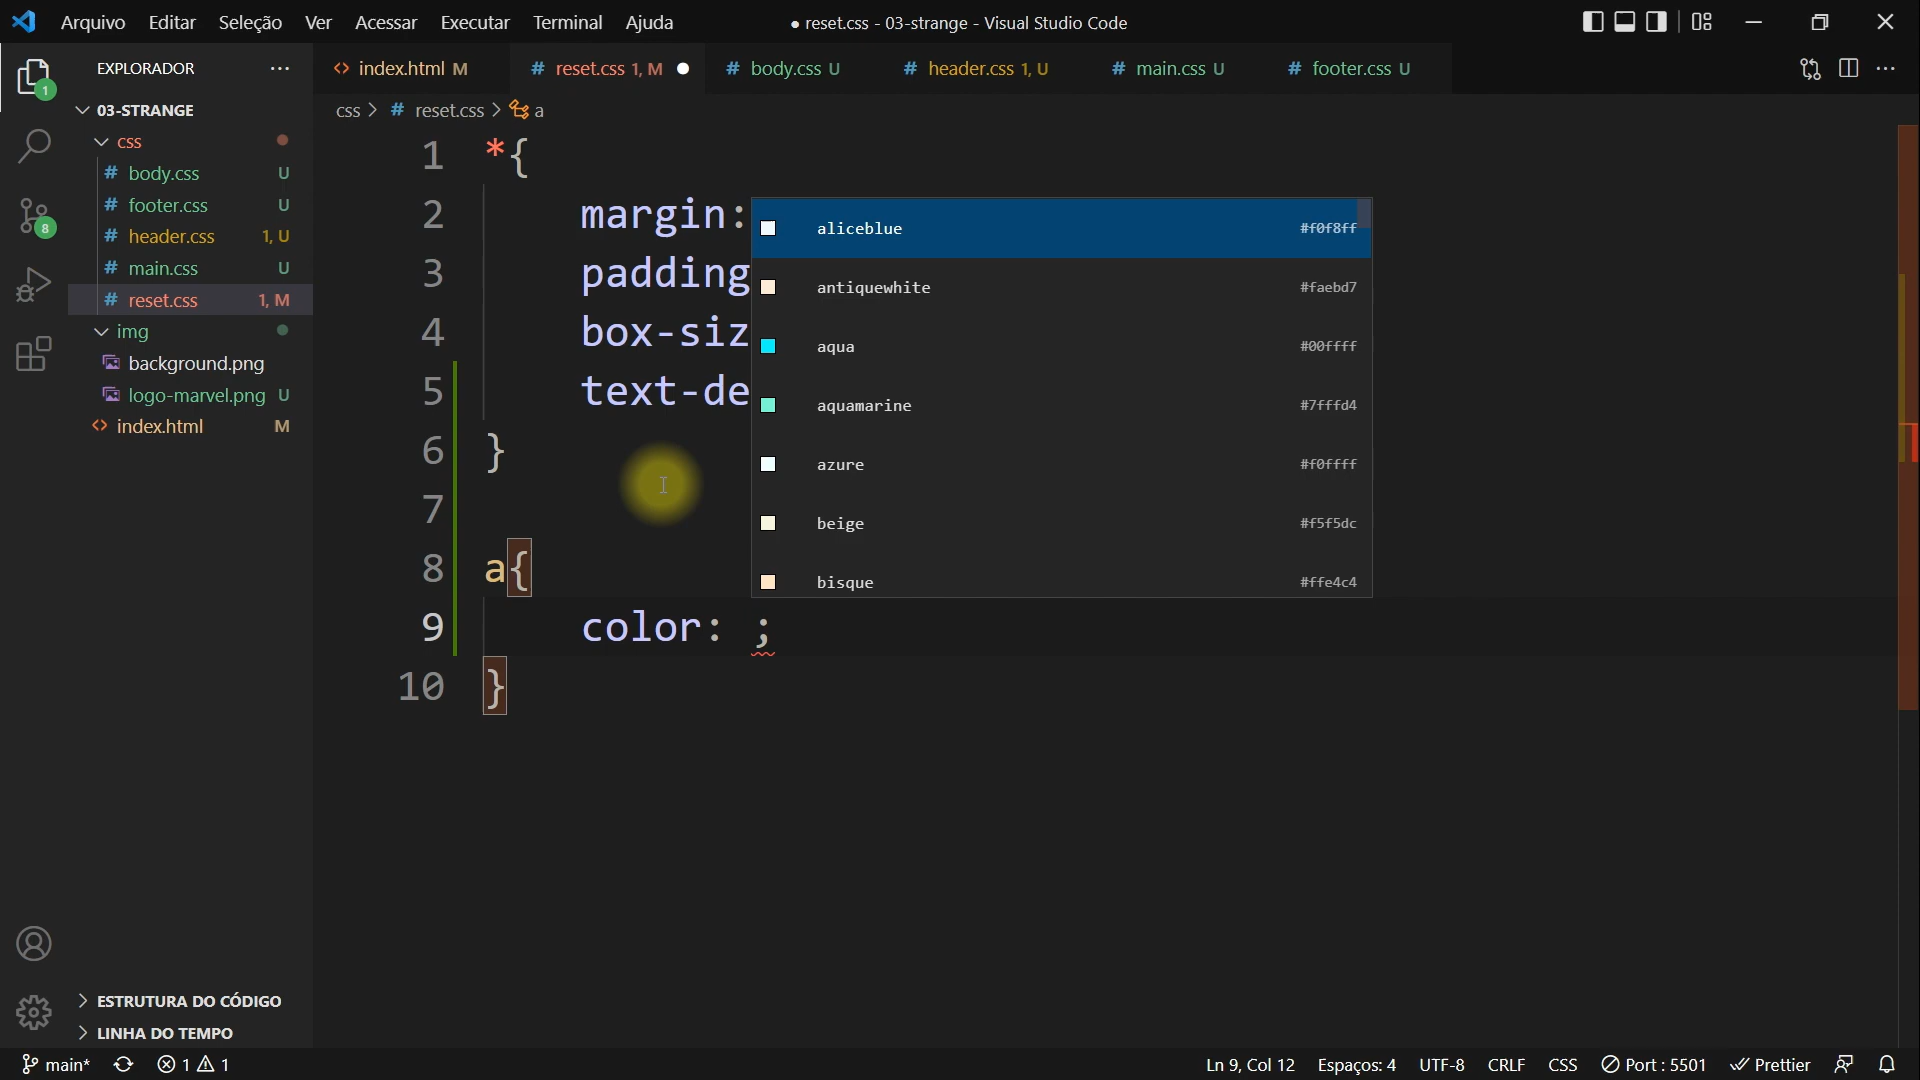 Arquivo Editar Seleção Ver Acessar Executar Terminal Ajuda
● reset.css - 03-strange - Visual Studio Code
EXPLORADOR ···
03-STRANGE
css
# body.css U
# footer.css U
# header.css 1, U
# main.css U
# reset.css 1, M
img
background.png
logo-marvel.png U
<> index.html M
ESTRUTURA DO CÓDIGO
LINHA DO TEMPO
1
8
<> index.html M
# reset.css 1, M ●
# body.css U
# header.css 1, U
# main.css U
# footer.css U
css > # reset.css > a
1 *{
2 margin:
3 padding
4 box-siz
5 text-de
6 }
7
8 a{
9 color: ;
10 }
aliceblue #f0f8ff
antiquewhite #faebd7
aqua #00ffff
aquamarine #7fffd4
azure #f0ffff
beige #f5f5dc
bisque #ffe4c4
main* 1 1
Ln 9, Col 12 Espaços: 4 UTF-8 CRLF CSS Port : 5501 Prettier